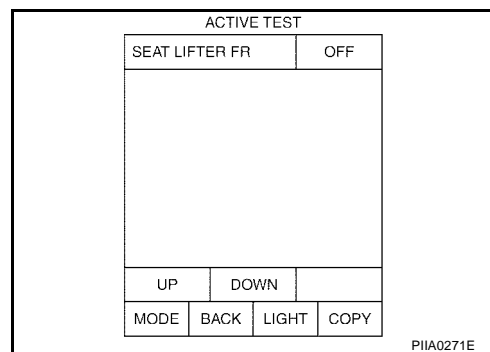 ACTIVE TEST
SEAT LIFTER FR OFF
UP DOWN
MODE BACK LIGHT COPY
PIIA0271E